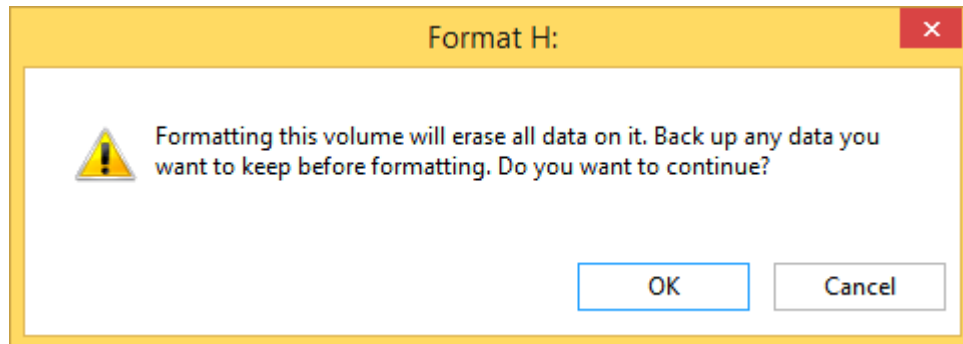 Format H:
Formatting this volume will erase all data on it. Back up any data you
want to keep before formatting. Do you want to continue?
OK
Cancel